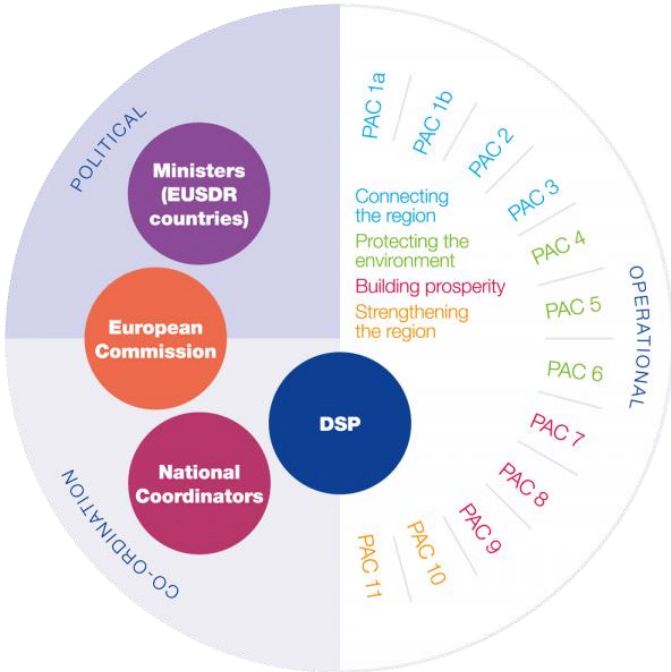 POLITICAL
Ministers
(EUSDR
countries)
European
Commission
National
Coordinators
CO-ORDINATION
DSP
Connecting
the region
Protecting the
environment
Building prosperity
Strengthening
the region
PAC 1a
PAC 1b
PAC 2
PAC 3
PAC 4
PAC 5
PAC 6
PAC 7
PAC 8
PAC 9
PAC 10
PAC 11
OPERATIONAL